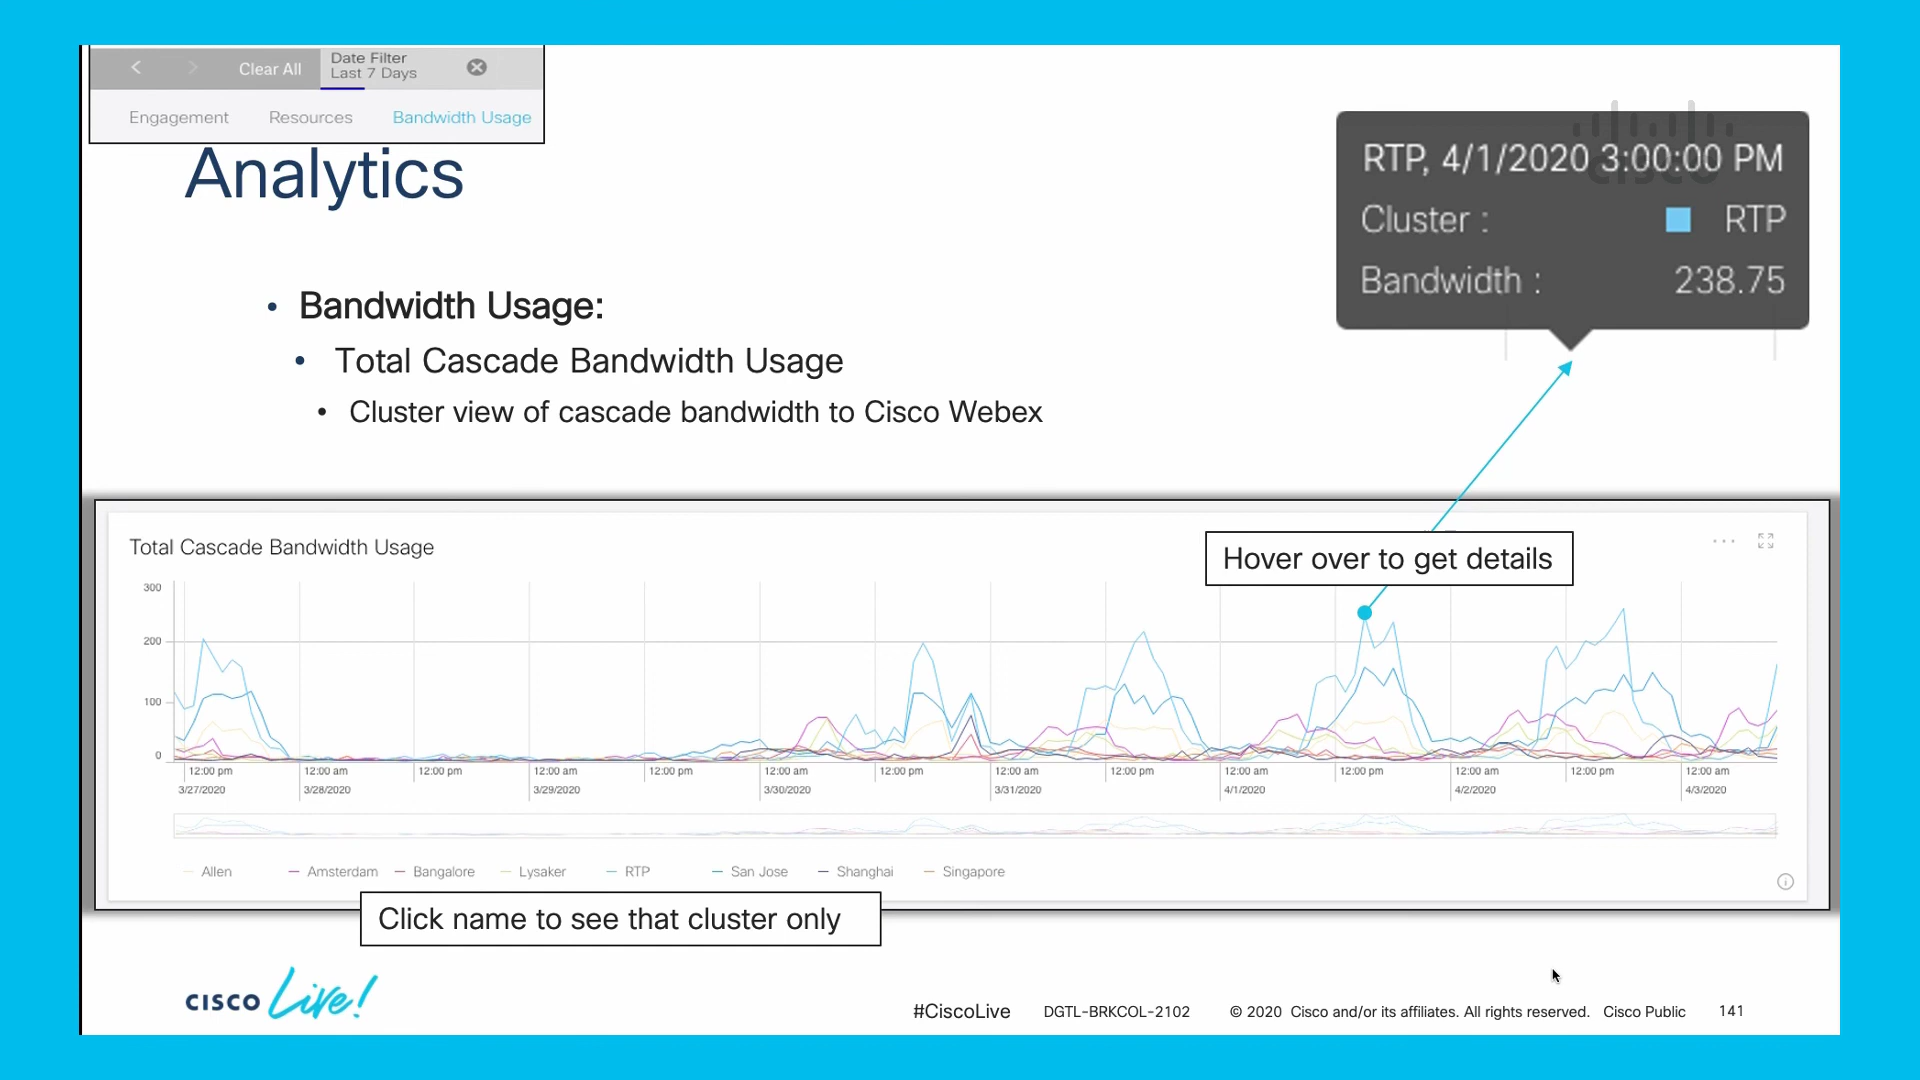 Clear All
Date Filter
Last 7 Days
Engagement Resources Bandwidth Usage
Analytics
CISCO
RTP, 4/1/2020 3:00:00 PM
Cluster : RTP
Bandwidth : 238.75
• Bandwidth Usage:
• Total Cascade Bandwidth Usage
• Cluster view of cascade bandwidth to Cisco Webex
Total Cascade Bandwidth Usage
Hover over to get details
300
200
100
0
12:00 pm 12:00 am 12:00 pm 12:00 am 12:00 pm 12:00 am 12:00 pm 12:00 am 12:00 pm 12:00 am 12:00 pm 12:00 am 12:00 pm 12:00 am
3/27/2020 3/28/2020 3/29/2020 3/30/2020 3/31/2020 4/1/2020 4/2/2020 4/3/2020
Allen Amsterdam Bangalore Lysaker RTP San Jose Shanghai Singapore
Click name to see that cluster only
CISCO Live!
#CiscoLive DGTL-BRKCOL-2102 © 2020 Cisco and/or its affiliates. All rights reserved. Cisco Public 141